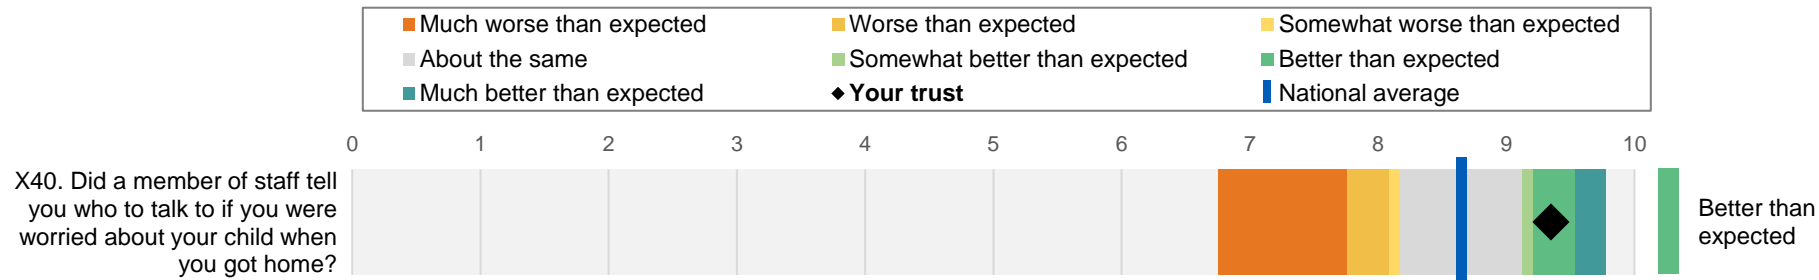 Much worse than expected
Worse than expected
Somewhat worse than expected
About the same
Somewhat better than expected
Better than expected
Much better than expected
Your trust
National average
0 1 2 3 4 5 6 7 8 9 10
X40. Did a member of staff tell
you who to talk to if you were
worried about your child when
you got home?
Better than
expected